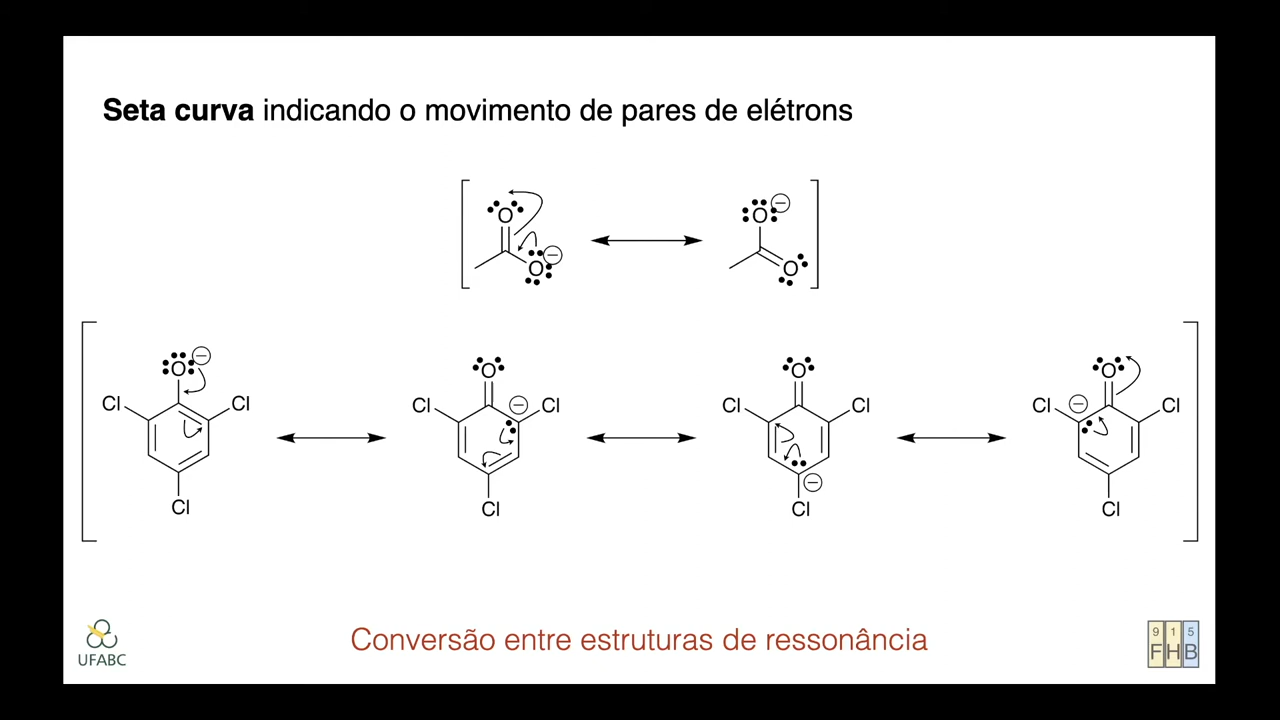 Seta curva indicando o movimento de pares de elétrons
O O
O O
O O O O
Cl Cl Cl Cl Cl Cl Cl Cl
Cl Cl Cl Cl
Conversão entre estruturas de ressonância
UFABC
9 1 5
F H B